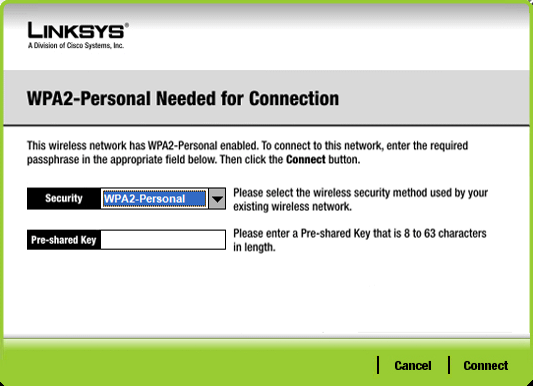 LINKSYS®
A Division of Cisco Systems, Inc.
WPA2-Personal Needed for Connection
This wireless network has WPA2-Personal enabled. To connect to this network, enter the required
passphrase in the appropriate field below. Then click the Connect button.
Security
WPA2-Personal
Please select the wireless security method used by your
existing wireless network.
Pre-shared Key
Please enter a Pre-shared Key that is 8 to 63 characters
in length.
Cancel
Connect